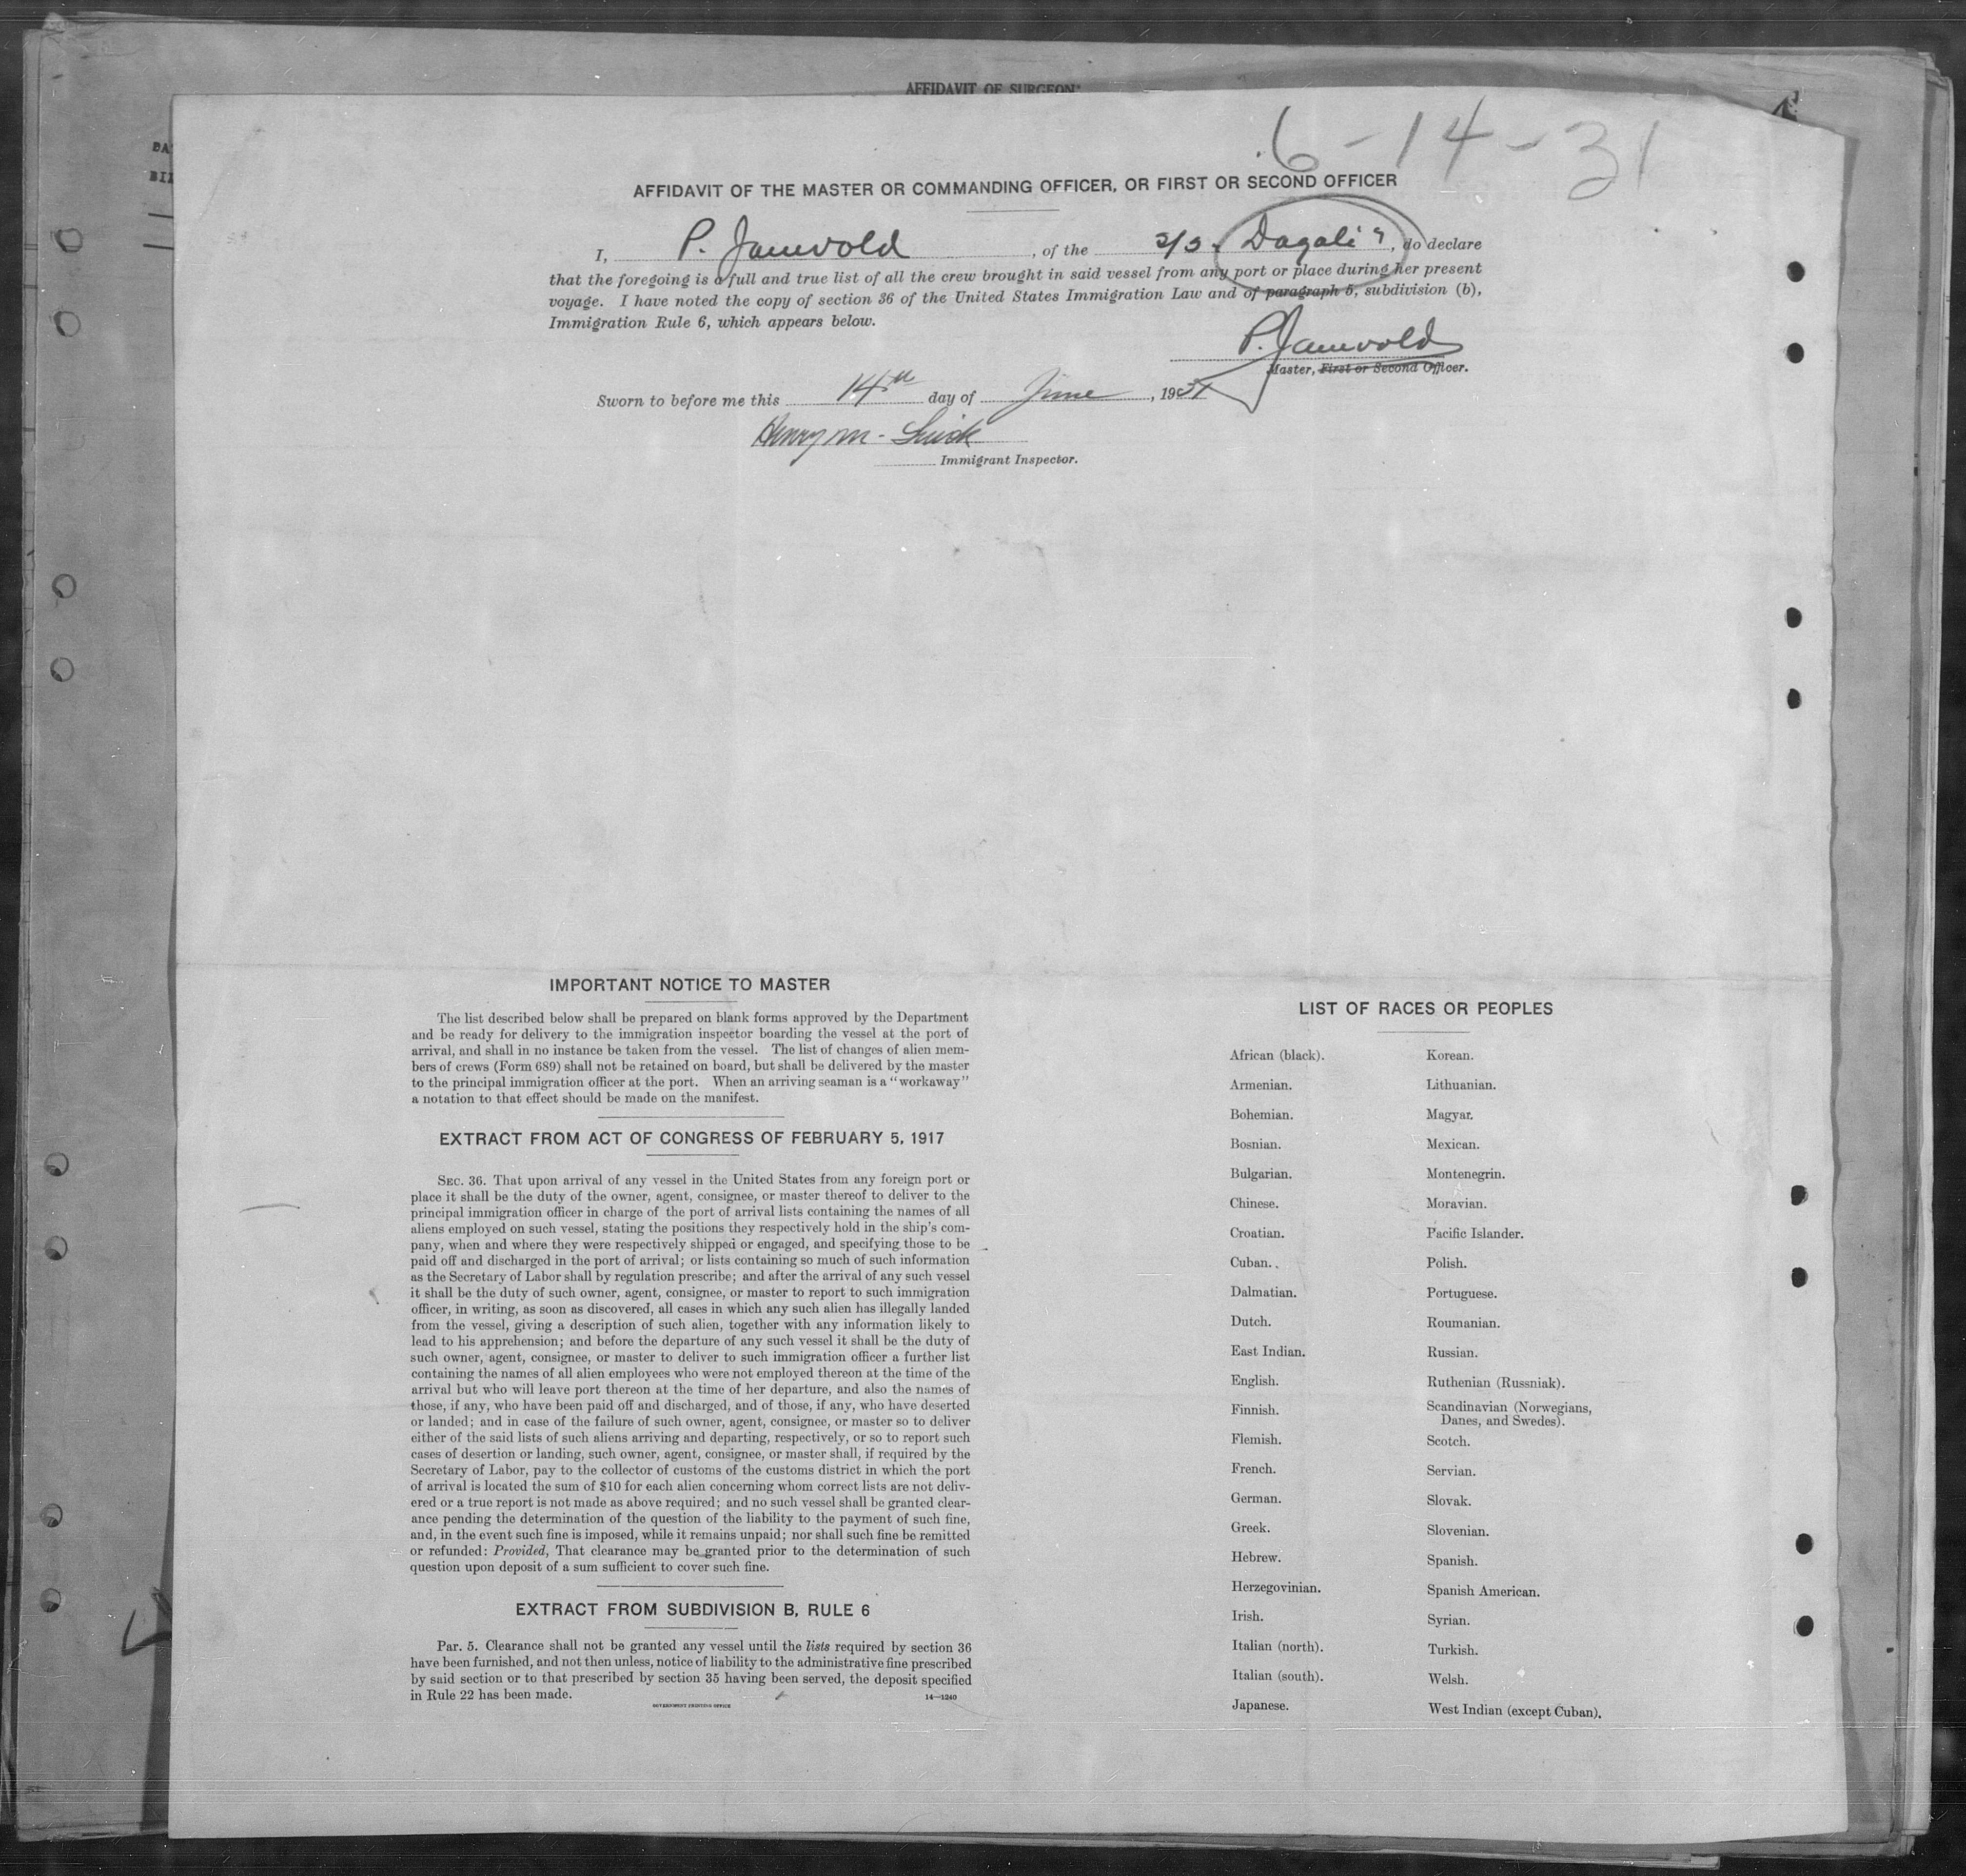 AFFIDAVIT OF SURGEON
6-14-31
AFFIDAVIT OF THE MASTER OR COMMANDING OFFICER, OR FIRST OR SECOND OFFICER
I, P. Jamvold, of the S/S. Dagali", do declare
that the foregoing is a full and true list of all the crew brought in said vessel from any port or place during her present
voyage. I have noted the copy of section 36 of the United States Immigration Law and of paragraph 5, subdivision (b),
Immigration Rule 6, which appears below.
P. Jamvold
Master, First or Second Officer.
Sworn to before me this 14th day of June, 1931
Henry M.
Immigrant Inspector.
IMPORTANT NOTICE TO MASTER
The list described below shall be prepared on blank forms approved by the Department
and be ready for delivery to the immigration inspector boarding the vessel at the port of
arrival, and shall in no instance be taken from the vessel. The list of changes of alien mem-
bers of crews (Form 689) shall not be retained on board, but shall be delivered by the master
to the principal immigration officer at the port. When an arriving seaman is a "workaway"
a notation to that effect should be made on the manifest.
EXTRACT FROM ACT OF CONGRESS OF FEBRUARY 5, 1917
SEC. 36. That upon arrival of any vessel in the United States from any foreign port or
place it shall be the duty of the owner, agent, consignee, or master thereof to deliver to the
principal immigration officer in charge of the port of arrival lists containing the names of all
aliens employed on such vessel, stating the positions they respectively hold in the ship's com-
pany, when and where they were respectively shipped or engaged, and specifying those to be
paid off and discharged in the port of arrival; or lists containing so much of such information
as the Secretary of Labor shall by regulation prescribe; and after the arrival of any such vessel
it shall be the duty of such owner, agent, consignee, or master to report to such immigration
officer, in writing, as soon as discovered, all cases in which any such alien has illegally landed
from the vessel, giving a description of such alien, together with any information likely to
lead to his apprehension; and before the departure of any such vessel it shall be the duty of
such owner, agent, consignee, or master to deliver to such immigration officer a further list
containing the names of all alien employees who were not employed thereon at the time of the
arrival but who will leave port thereon at the time of her departure, and also the names of
those, if any, who have been paid off and discharged, and of those, if any, who have deserted
or landed; and in case of the failure of such owner, agent, consignee, or master so to deliver
either of the said lists of such aliens arriving and departing, respectively, or so to report such
cases of desertion or landing, such owner, agent, consignee, or master shall, if required by the
Secretary of Labor, pay to the collector of customs of the customs district in which the port
of arrival is located the sum of $10 for each alien concerning whom correct lists are not deliv-
ered or a true report is not made as above required; and no such vessel shall be granted clear-
ance pending the determination of the question of the liability to the payment of such fine,
and, in the event such fine is imposed, while it remains unpaid; nor shall such fine be remitted
or refunded: Provided, That clearance may be granted prior to the determination of such
question upon deposit of a sum sufficient to cover such fine.
EXTRACT FROM SUBDIVISION B, RULE 6
Par. 5. Clearance shall not be granted any vessel until the lists required by section 36
have been furnished, and not then unless, notice of liability to the administrative fine prescribed
by said section or to that prescribed by section 35 having been served, the deposit specified
in Rule 22 has been made.
GOVERNMENT PRINTING OFFICE 14—1240
LIST OF RACES OR PEOPLES
African (black).
Armenian.
Bohemian.
Bosnian.
Bulgarian.
Chinese.
Croatian.
Cuban.
Dalmatian.
Dutch.
East Indian.
English.
Finnish.
Flemish.
French.
German.
Greek.
Hebrew.
Herzegovinian.
Irish.
Italian (north).
Italian (south).
Japanese.
Korean.
Lithuanian.
Magyar.
Mexican.
Montenegrin.
Moravian.
Pacific Islander.
Polish.
Portuguese.
Roumanian.
Russian.
Ruthenian (Russniak).
Scandinavian (Norwegians,
Danes, and Swedes).
Scotch.
Servian.
Slovak.
Slovenian.
Spanish.
Spanish American.
Syrian.
Turkish.
Welsh.
West Indian (except Cuban).